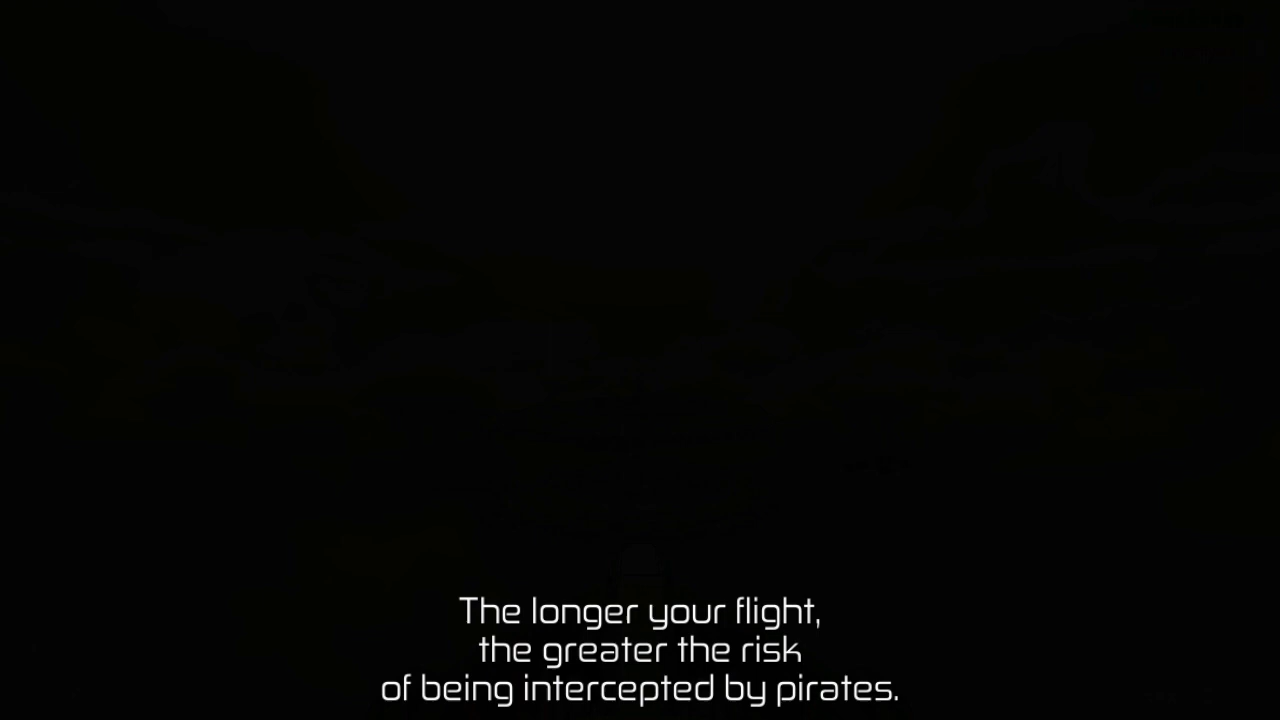 The longer your flight,
the greater the risk
of being intercepted by pirates.